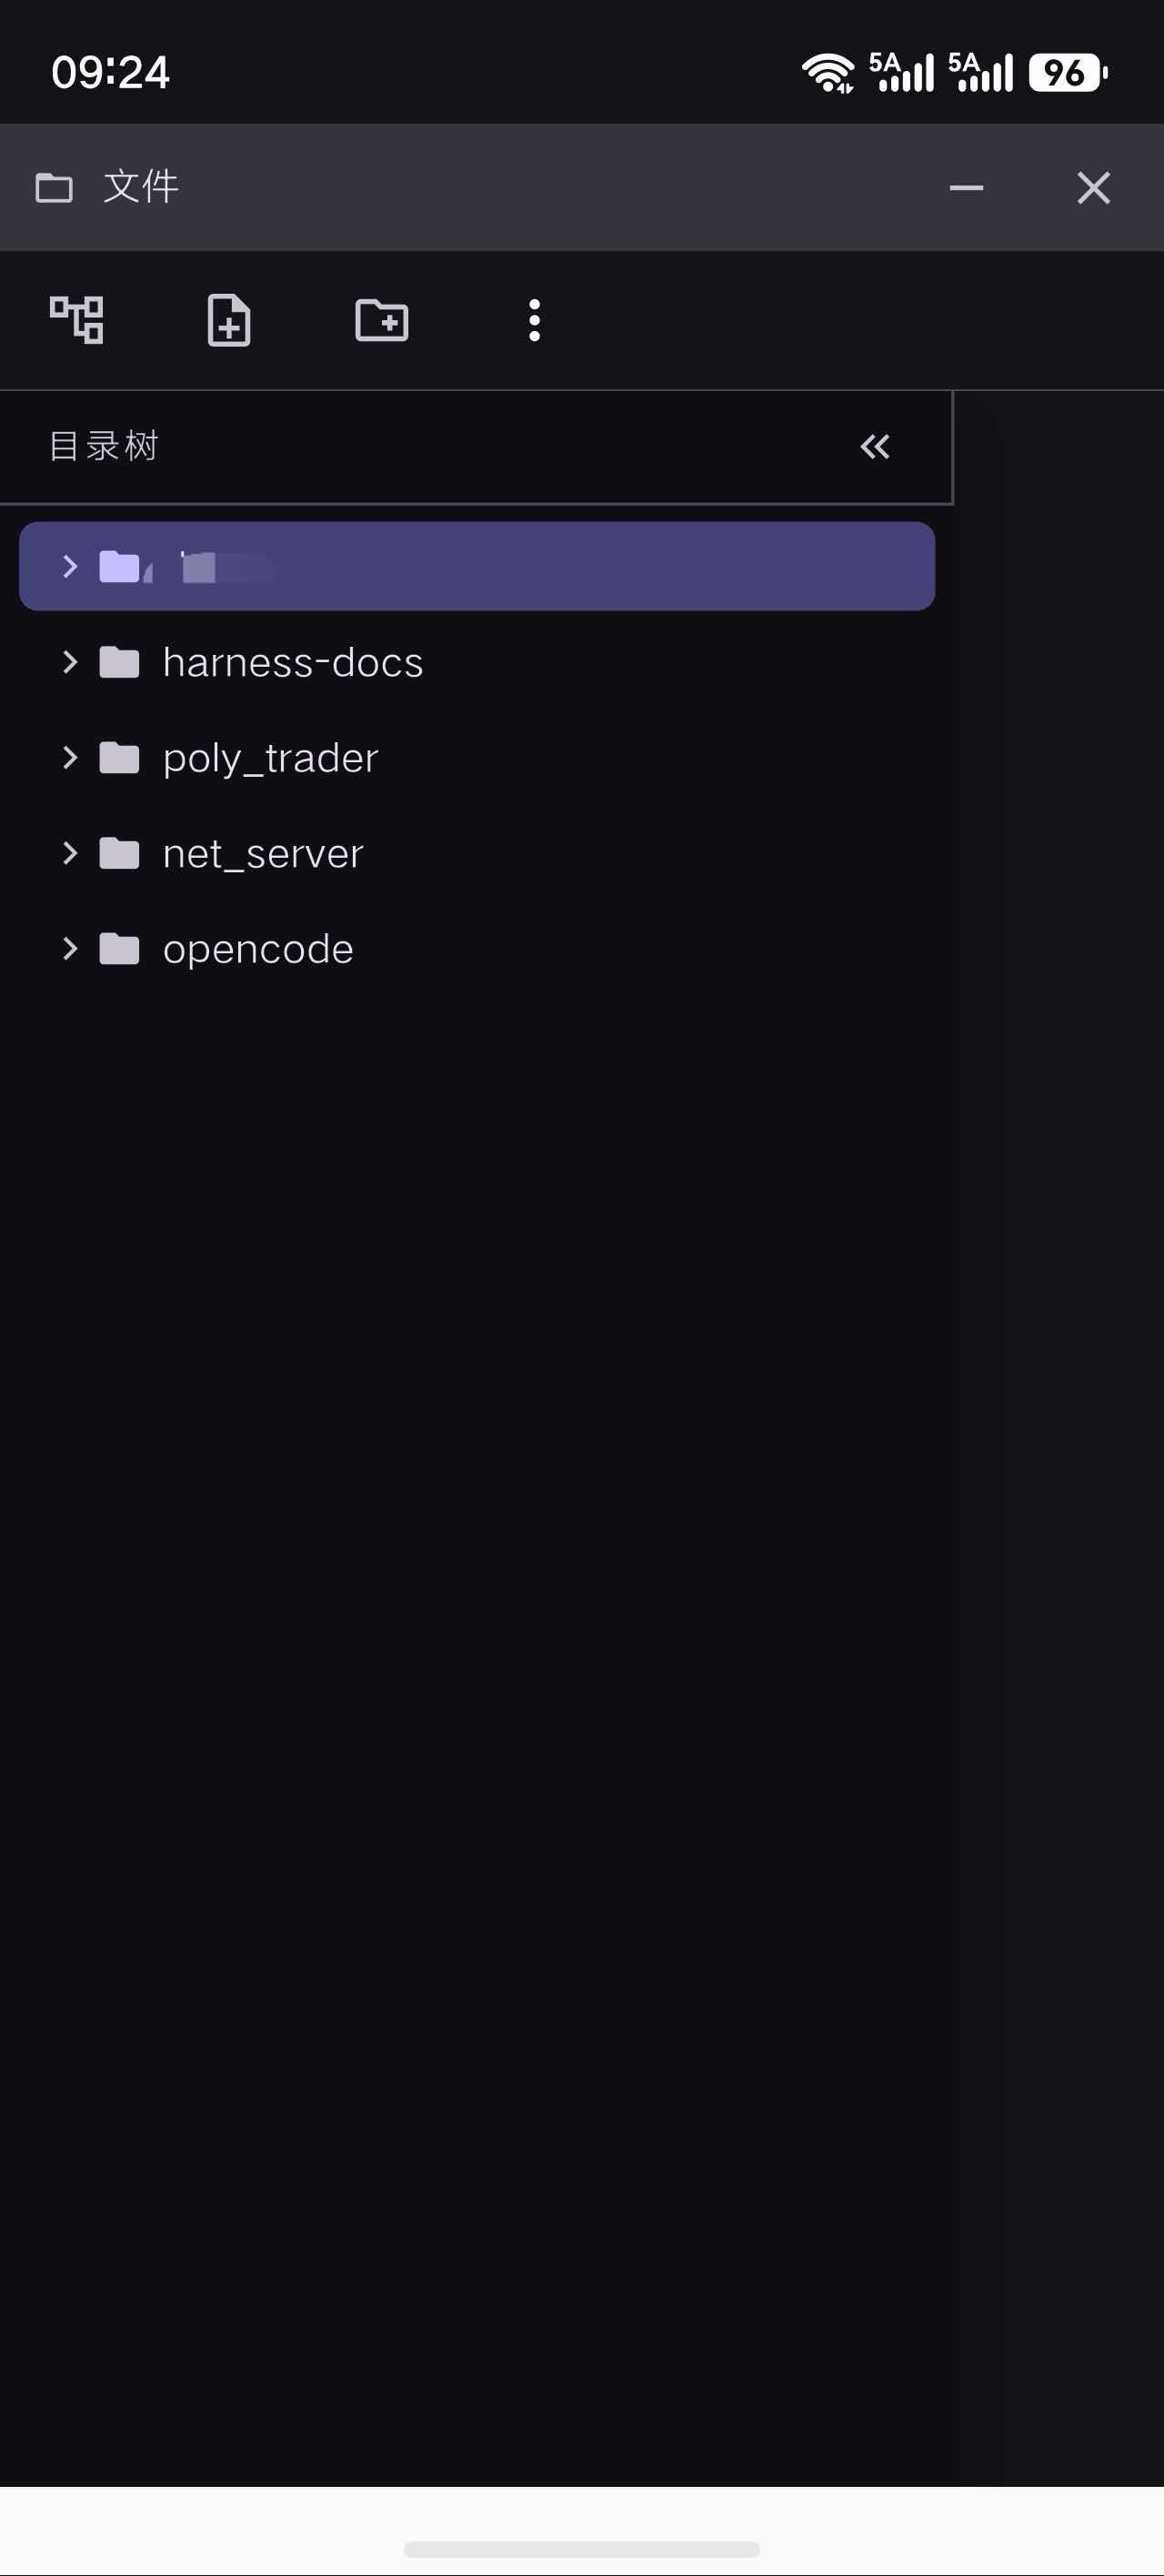 09:24
5A 5A 96
文件
目录树
harness-docs
poly_trader
net_server
opencode